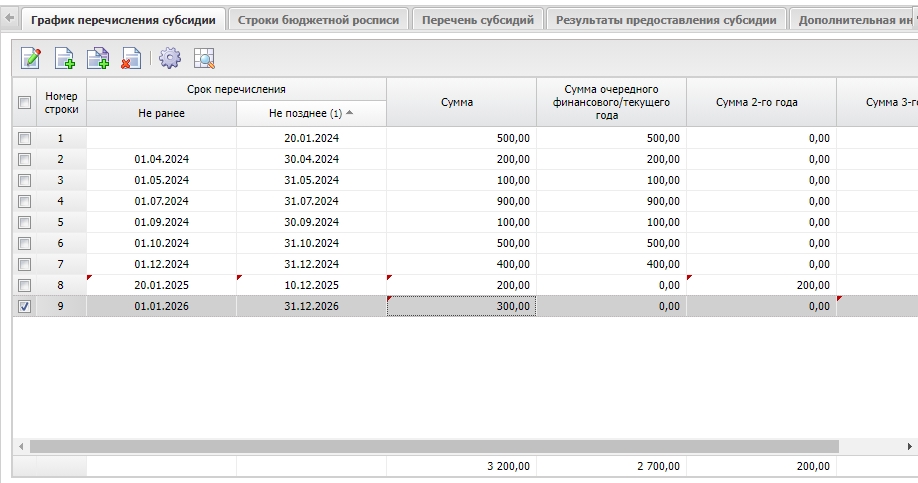 График перечисления субсидии Строки бюджетной росписи Перечень субсидий Результаты предоставления субсидии Дополнительная ин
Номер строки Срок перечисления Сумма Сумма очередного финансового/текущего года Сумма 2-го года Сумма 3-г
Не ранее Не позднее (1)
1 20.01.2024 500,00 500,00 0,00
2 01.04.2024 30.04.2024 200,00 200,00 0,00
3 01.05.2024 31.05.2024 100,00 100,00 0,00
4 01.07.2024 31.07.2024 900,00 900,00 0,00
5 01.09.2024 30.09.2024 100,00 100,00 0,00
6 01.10.2024 31.10.2024 500,00 500,00 0,00
7 01.12.2024 31.12.2024 400,00 400,00 0,00
8 20.01.2025 10.12.2025 200,00 0,00 200,00
9 01.01.2026 31.12.2026 300,00 0,00 0,00
3 200,00 2 700,00 200,00